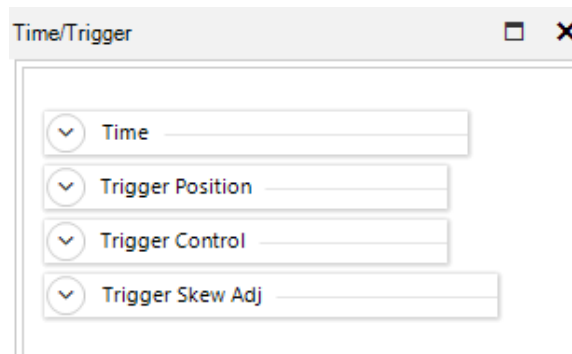 Time/Trigger
Time
Trigger Position
Trigger Control
Trigger Skew Adj